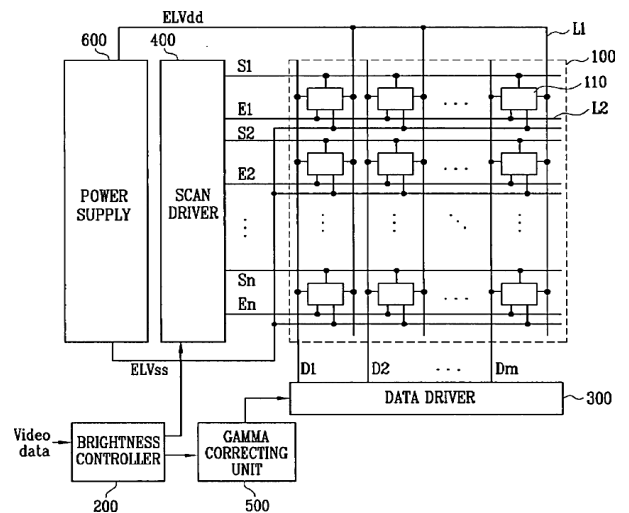 ELVdd
600
400
L1
100
S1
110
E1
L2
S2
E2
POWER
SUPPLY
SCAN
DRIVER
Sn
En
ELVss
D1 D2 ... Dm
DATA DRIVER
300
Video
data
BRIGHTNESS
CONTROLLER
GAMMA
CORRECTING
UNIT
200
500